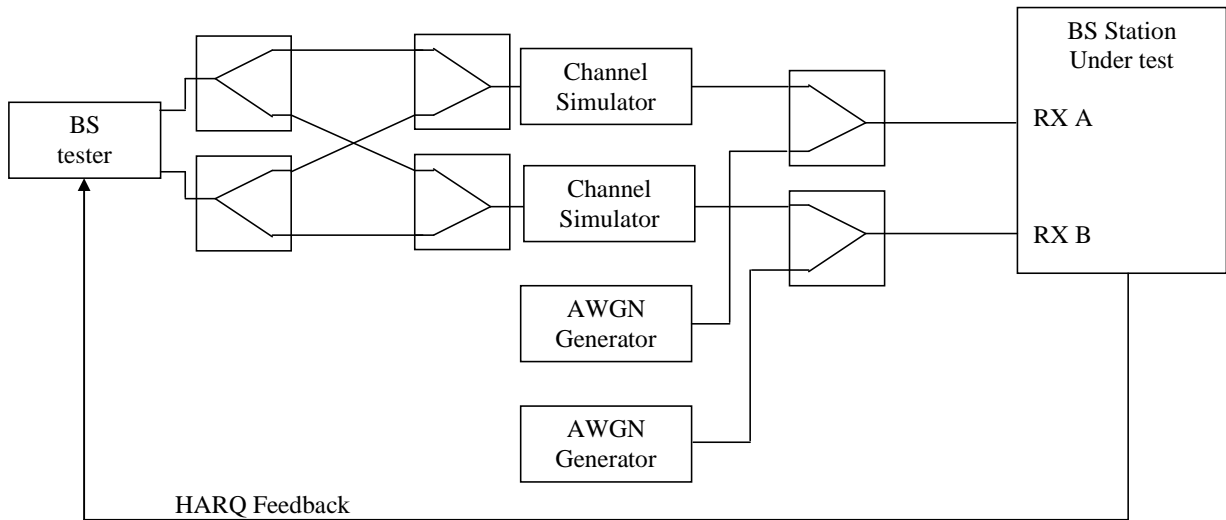 BS
tester
Channel
Simulator
Channel
Simulator
AWGN
Generator
AWGN
Generator
BS Station
Under test
RX A
RX B
HARQ Feedback